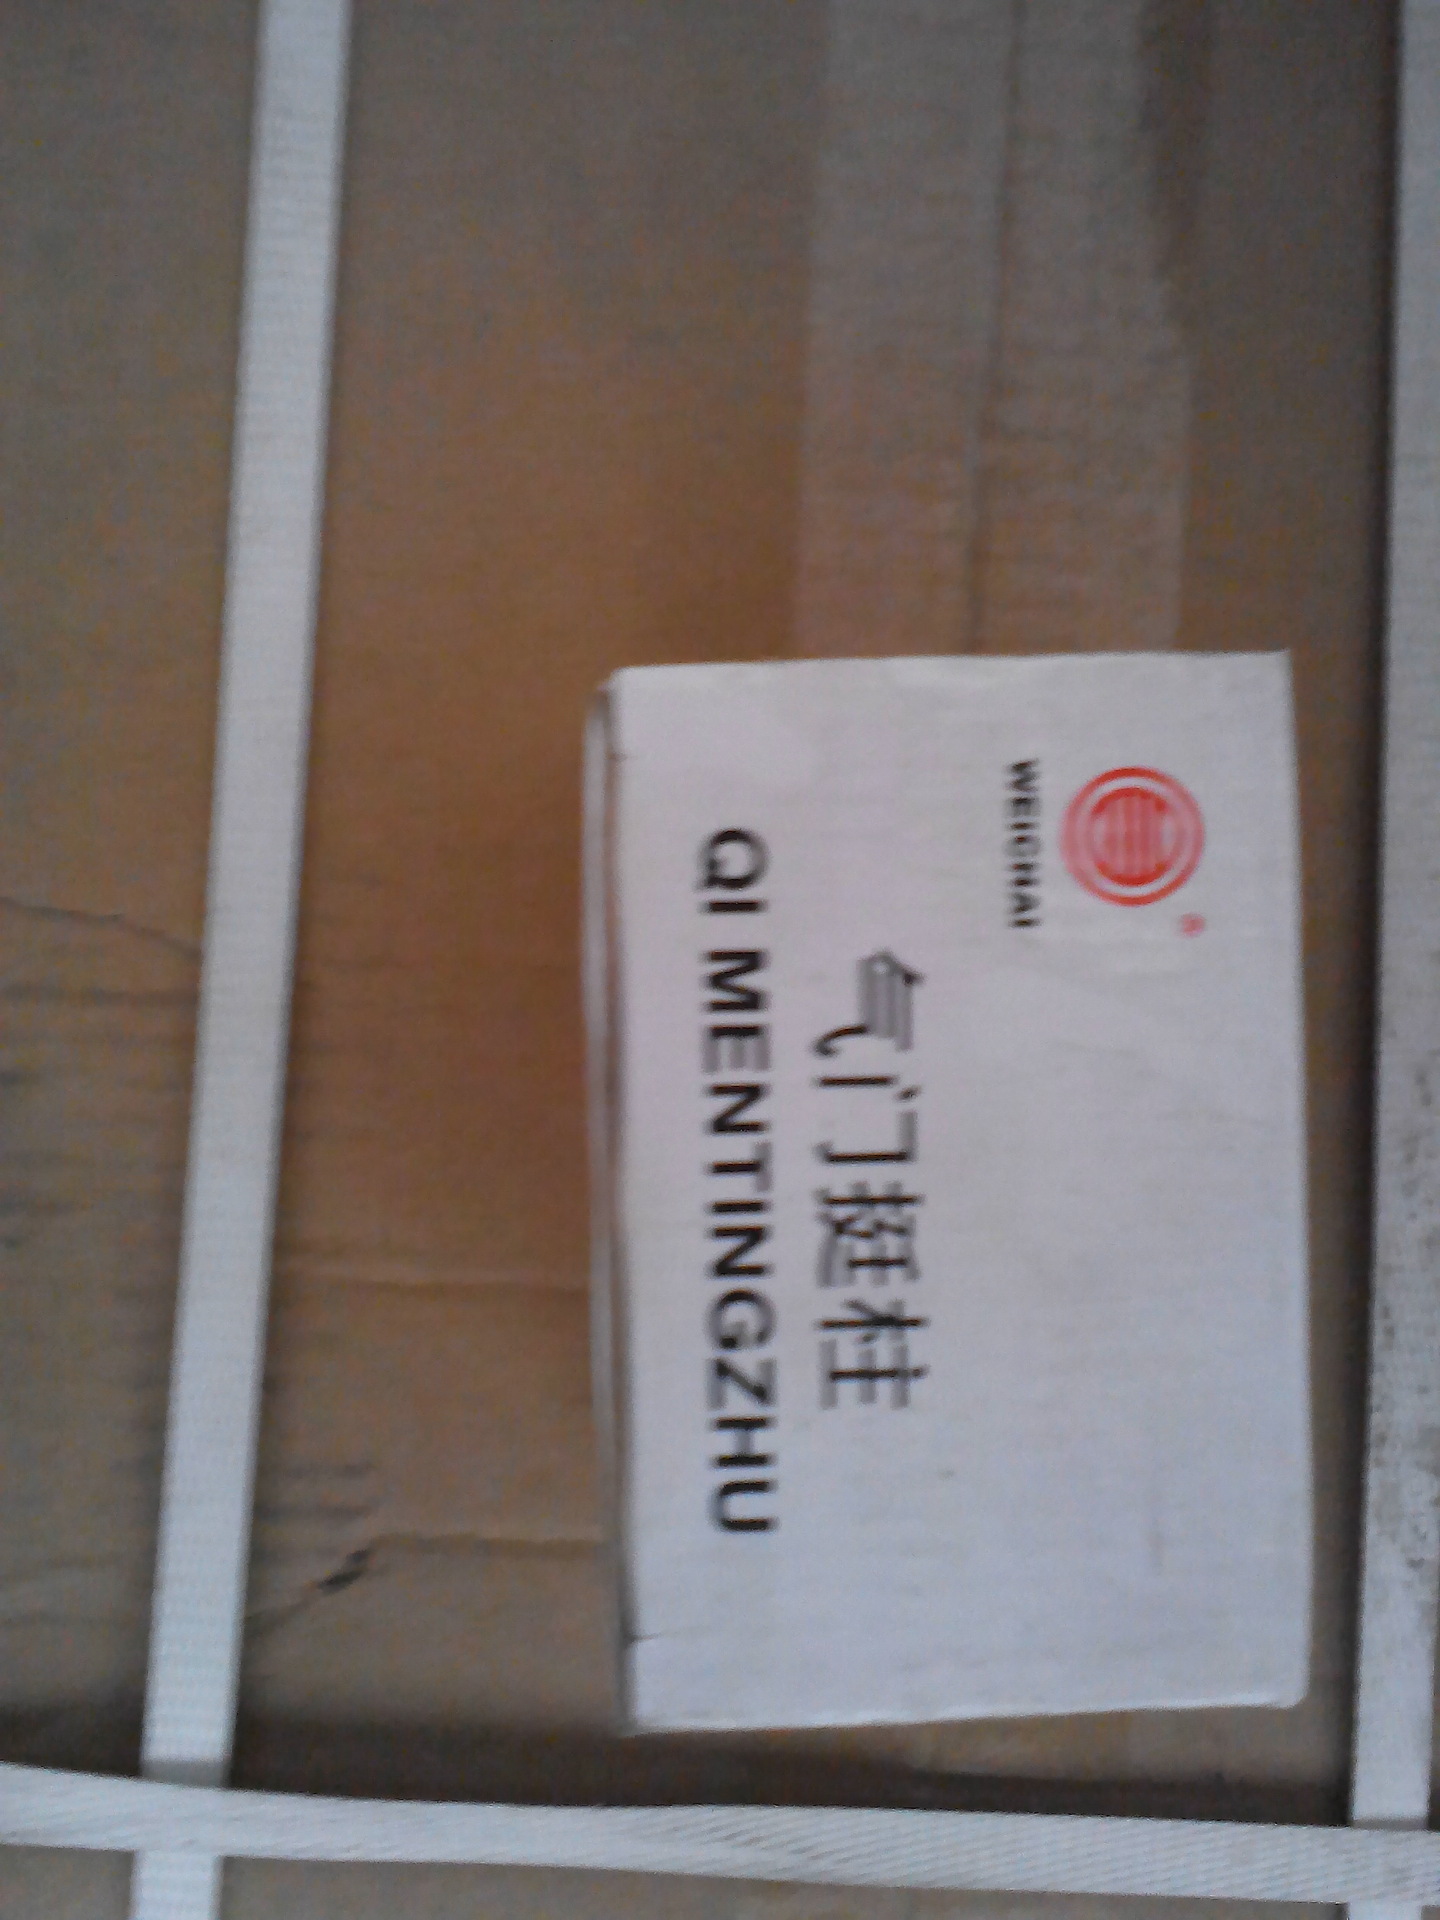 ®
WEICHAI
气门挺柱
QI MENTINGZHU